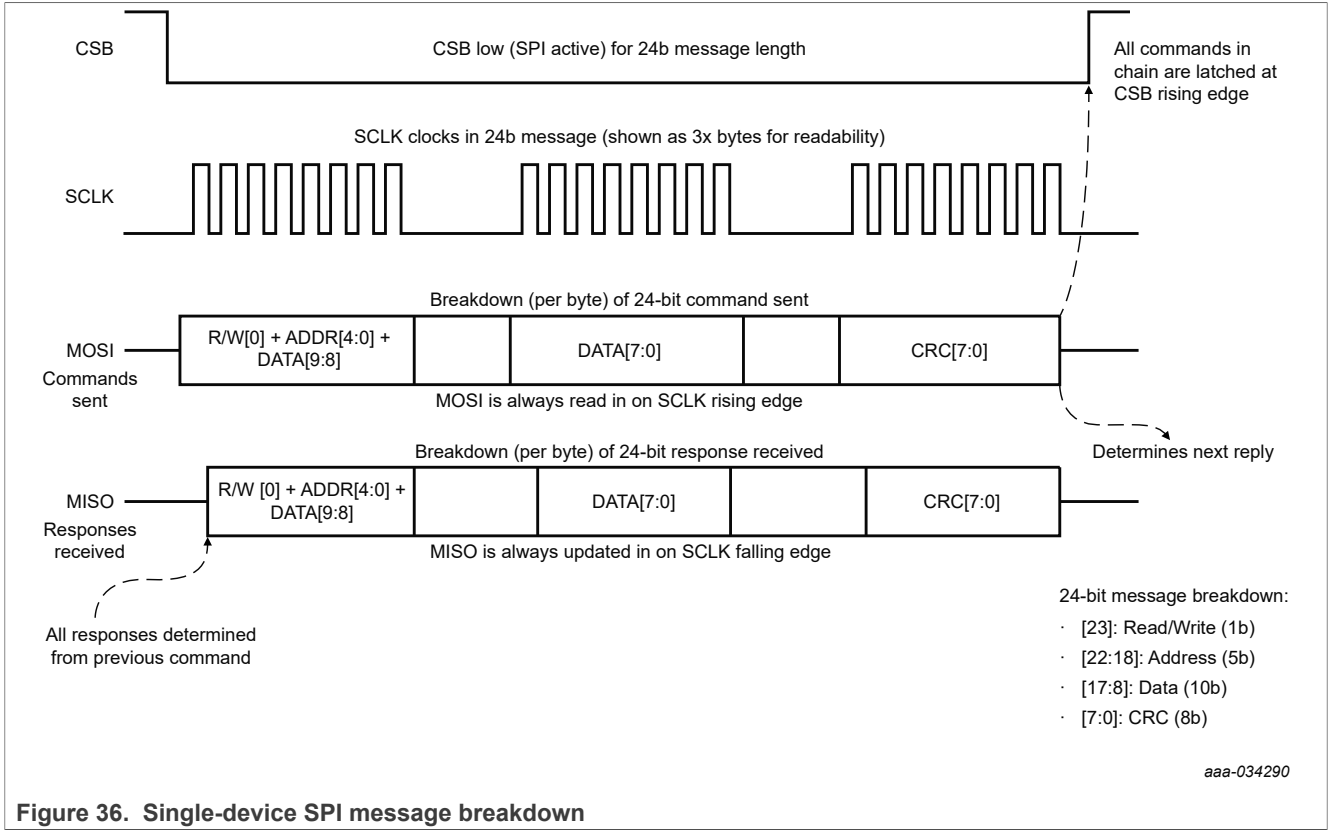 CSB
CSB low (SPI active) for 24b message length
All commands in
chain are latched at
CSB rising edge
SCLK clocks in 24b message (shown as 3x bytes for readability)
SCLK
Breakdown (per byte) of 24-bit command sent
MOSI
Commands
sent
R/W[0] + ADDR[4:0] +
DATA[9:8]
DATA[7:0]
CRC[7:0]
MOSI is always read in on SCLK rising edge
Determines next reply
Breakdown (per byte) of 24-bit response received
MISO
Responses
received
R/W [0] + ADDR[4:0] +
DATA[9:8]
DATA[7:0]
CRC[7:0]
MISO is always updated in on SCLK falling edge
All responses determined
from previous command
24-bit message breakdown:
· [23]: Read/Write (1b)
· [22:18]: Address (5b)
· [17:8]: Data (10b)
· [7:0]: CRC (8b)
aaa-034290
Figure 36. Single-device SPI message breakdown